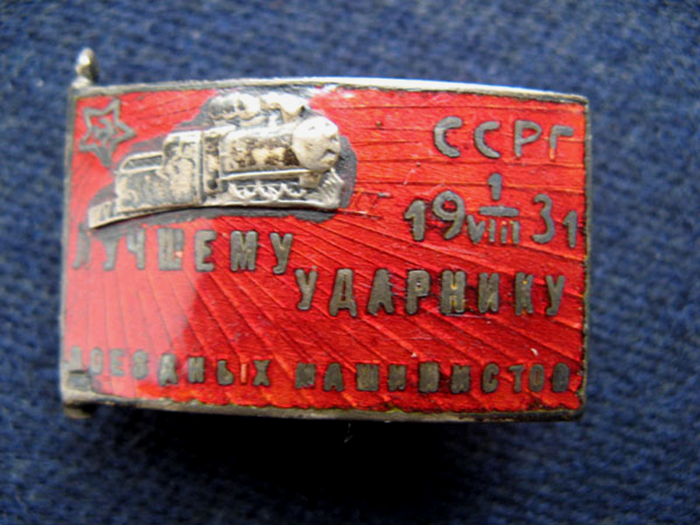 ССРГ
19 1/VIII 31
ЛУЧШЕМУ
УДАРНИКУ
ПОЕЗДНЫХ МАШИНИСТОВ